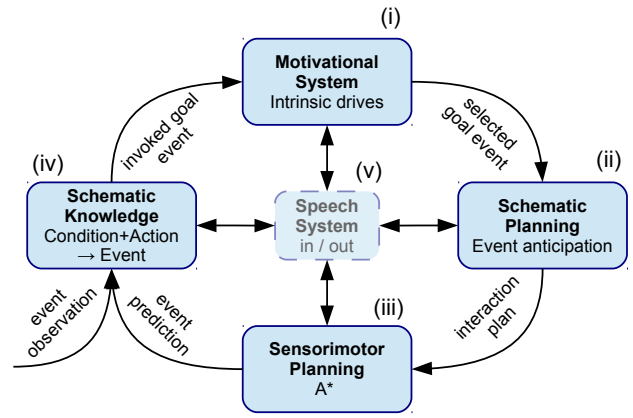 (i)
Motivational
System
Intrinsic drives
invoked goal
event
selected
goal event
(iv)
Schematic
Knowledge
Condition+Action
→ Event
(v)
Speech
System
in / out
(ii)
Schematic
Planning
Event anticipation
event
observation
event
prediction
(iii)
Sensorimotor
Planning
A*
interaction
plan